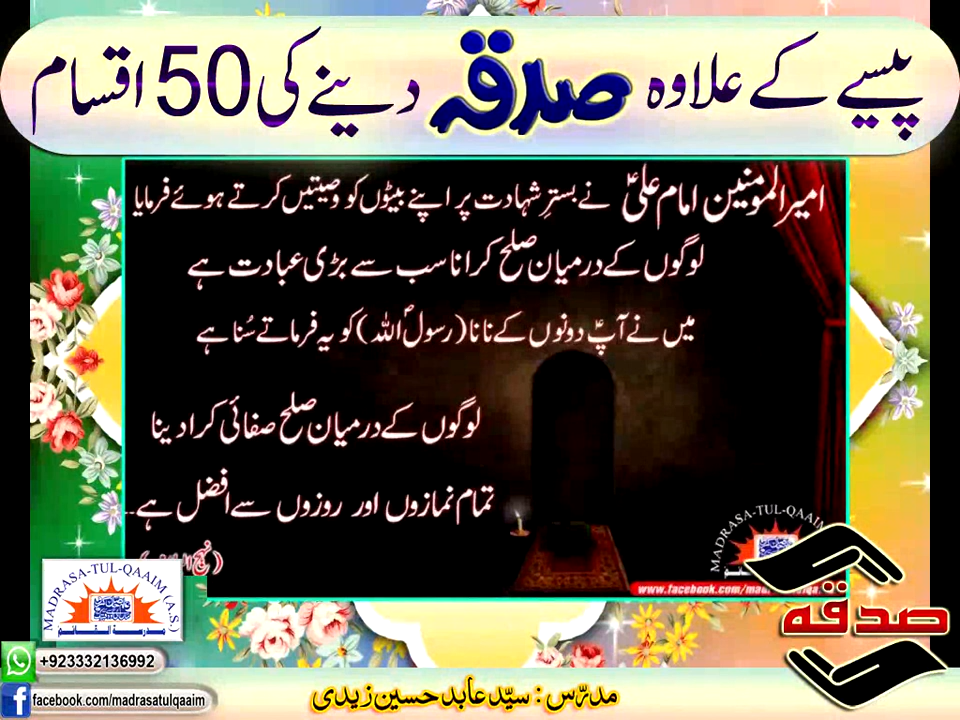 پیسے کے علاوہ صدقہ دینے کی 50 اقسام
امیرالمومنین امام علیؑ نے بسترِ شہادت پر اپنے بیٹوں کو وصیتیں کرتے ہوئے فرمایا
لوگوں کے درمیان صلح کرانا سب سے بڑی عبادت ہے
میں نے آپؑ دونوں کے نانا (رسول اللہؐ) کو یہ فرماتے سُنا ہے
لوگوں کے درمیان صلح صفائی کرا دینا
تمام نمازوں اور روزوں سے افضل ہے۔۔
MADRASA-TUL-QAAIM
صدقہ
MADRASA-TUL-QAAIM (A.S.)
مدرسة القائم
+923332136992
facebook.com/madrasatulqaaim
مدرّس : سیّد عابد حسین زیدی